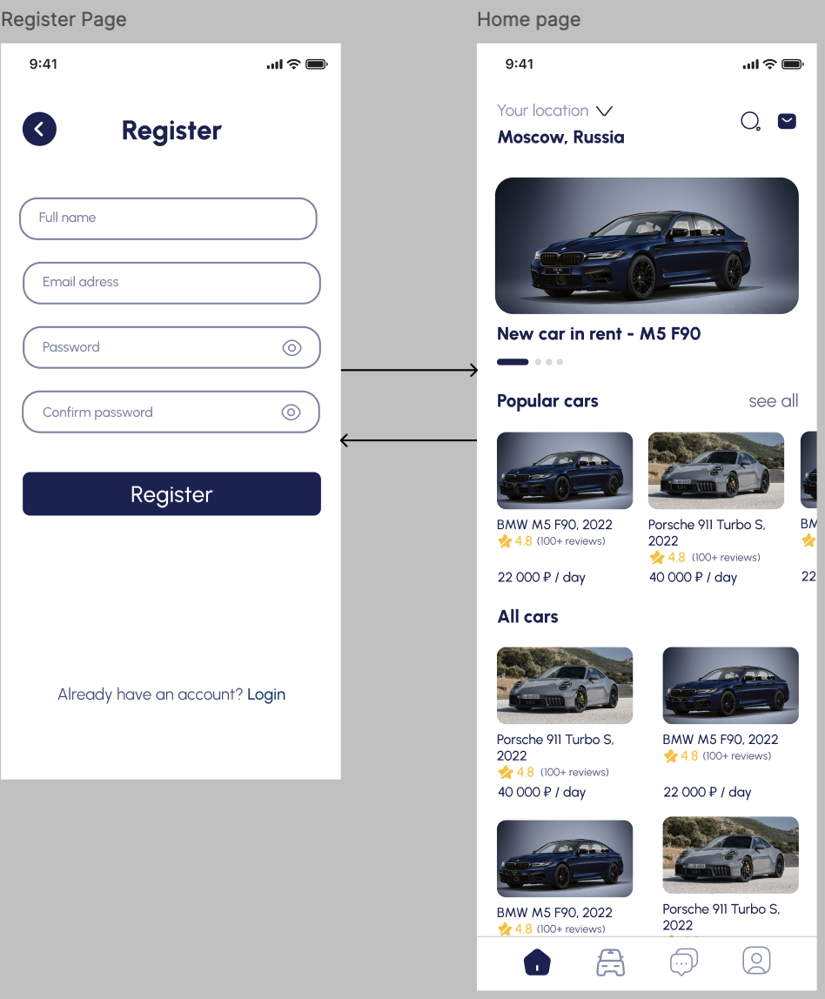 Register Page
9:41
Register
Full name
Email adress
Password
Confirm password
Register
Already have an account? Login
Home page
9:41
Your location
Moscow, Russia
New car in rent - M5 F90
Popular cars
see all
BMW M5 F90, 2022
4.8 (100+ reviews)
22 000 ₽ / day
Porsche 911 Turbo S,
2022
4.8 (100+ reviews)
40 000 ₽ / day
BM
22
All cars
Porsche 911 Turbo S,
2022
4.8 (100+ reviews)
40 000 ₽ / day
BMW M5 F90, 2022
4.8 (100+ reviews)
22 000 ₽ / day
BMW M5 F90, 2022
4.8 (100+ reviews)
Porsche 911 Turbo S,
2022